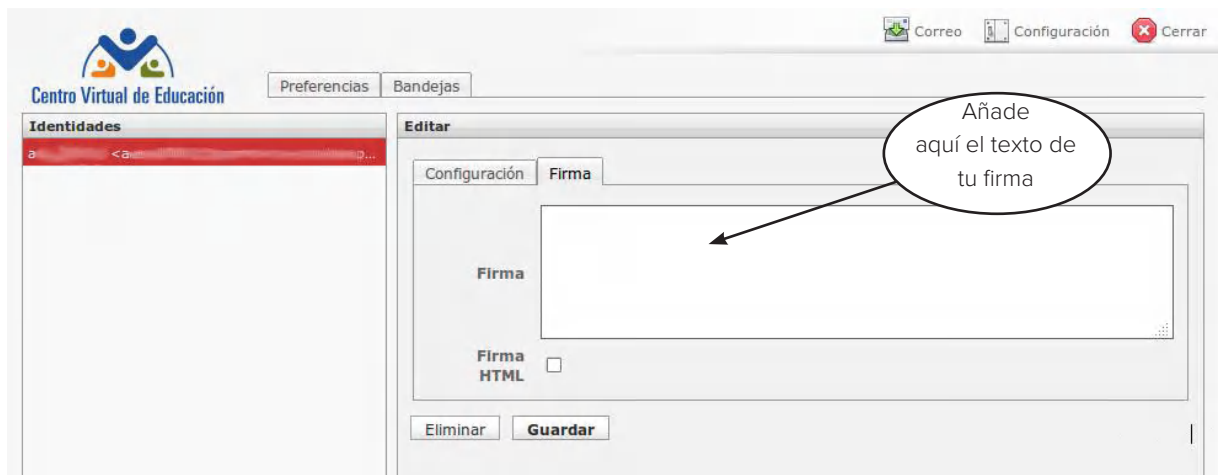 Correo Configuración Cerrar
Centro Virtual de Educación
Preferencias Bandejas
Identidades
Editar
Añade
aquí el texto de
tu firma
Configuración Firma
Firma
Firma
HTML
Eliminar Guardar